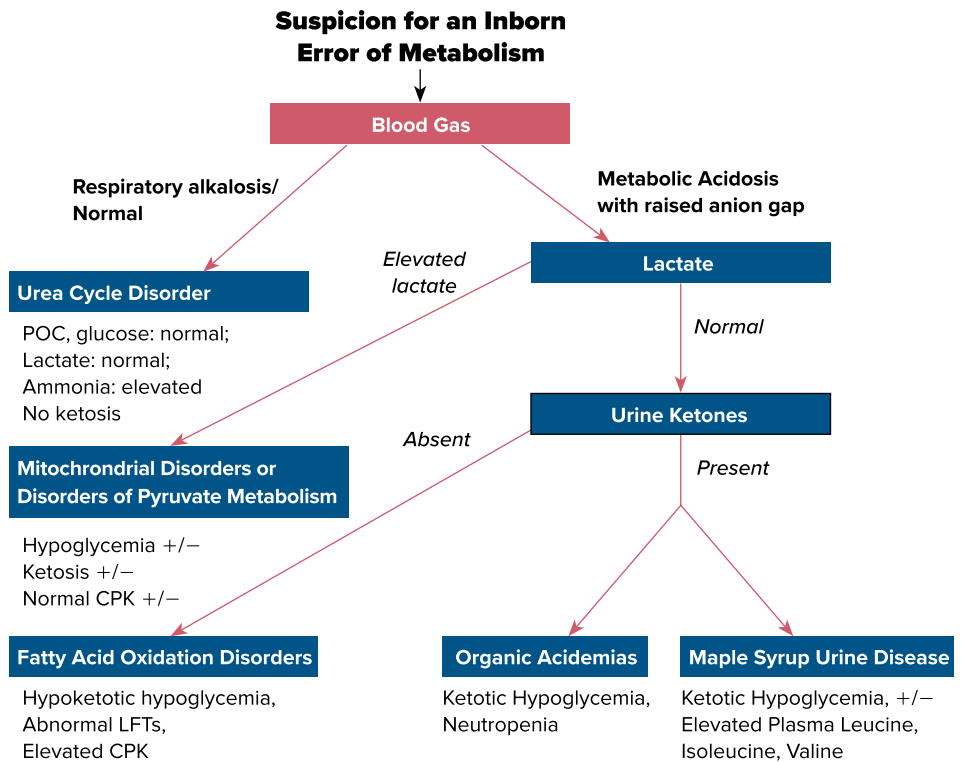 Suspicion for an Inborn
Error of Metabolism
Blood Gas
Respiratory alkalosis/
Normal
Metabolic Acidosis
with raised anion gap
Elevated
lactate
Lactate
Urea Cycle Disorder
POC, glucose: normal;
Lactate: normal;
Ammonia: elevated
No ketosis
Normal
Urine Ketones
Absent
Present
Mitochrondrial Disorders or
Disorders of Pyruvate Metabolism
Hypoglycemia +/−
Ketosis +/−
Normal CPK +/−
Fatty Acid Oxidation Disorders
Hypoketotic hypoglycemia,
Abnormal LFTs,
Elevated CPK
Organic Acidemias
Ketotic Hypoglycemia,
Neutropenia
Maple Syrup Urine Disease
Ketotic Hypoglycemia, +/−
Elevated Plasma Leucine,
Isoleucine, Valine